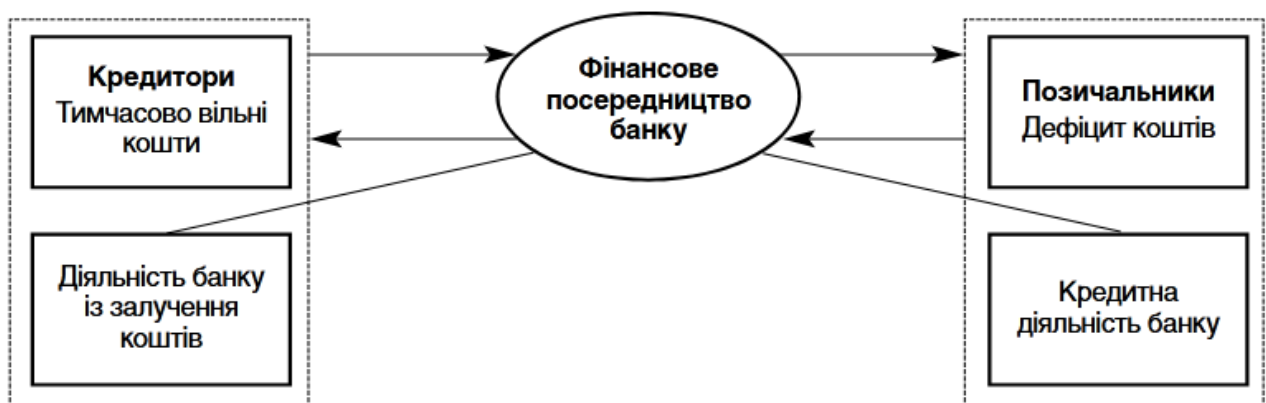 Кредитори
Тимчасово вільні
кошти
Фінансове
посередництво
банку
Позичальники
Дефіцит коштів
Діяльність банку
із залучення
коштів
Кредитна
діяльність банку